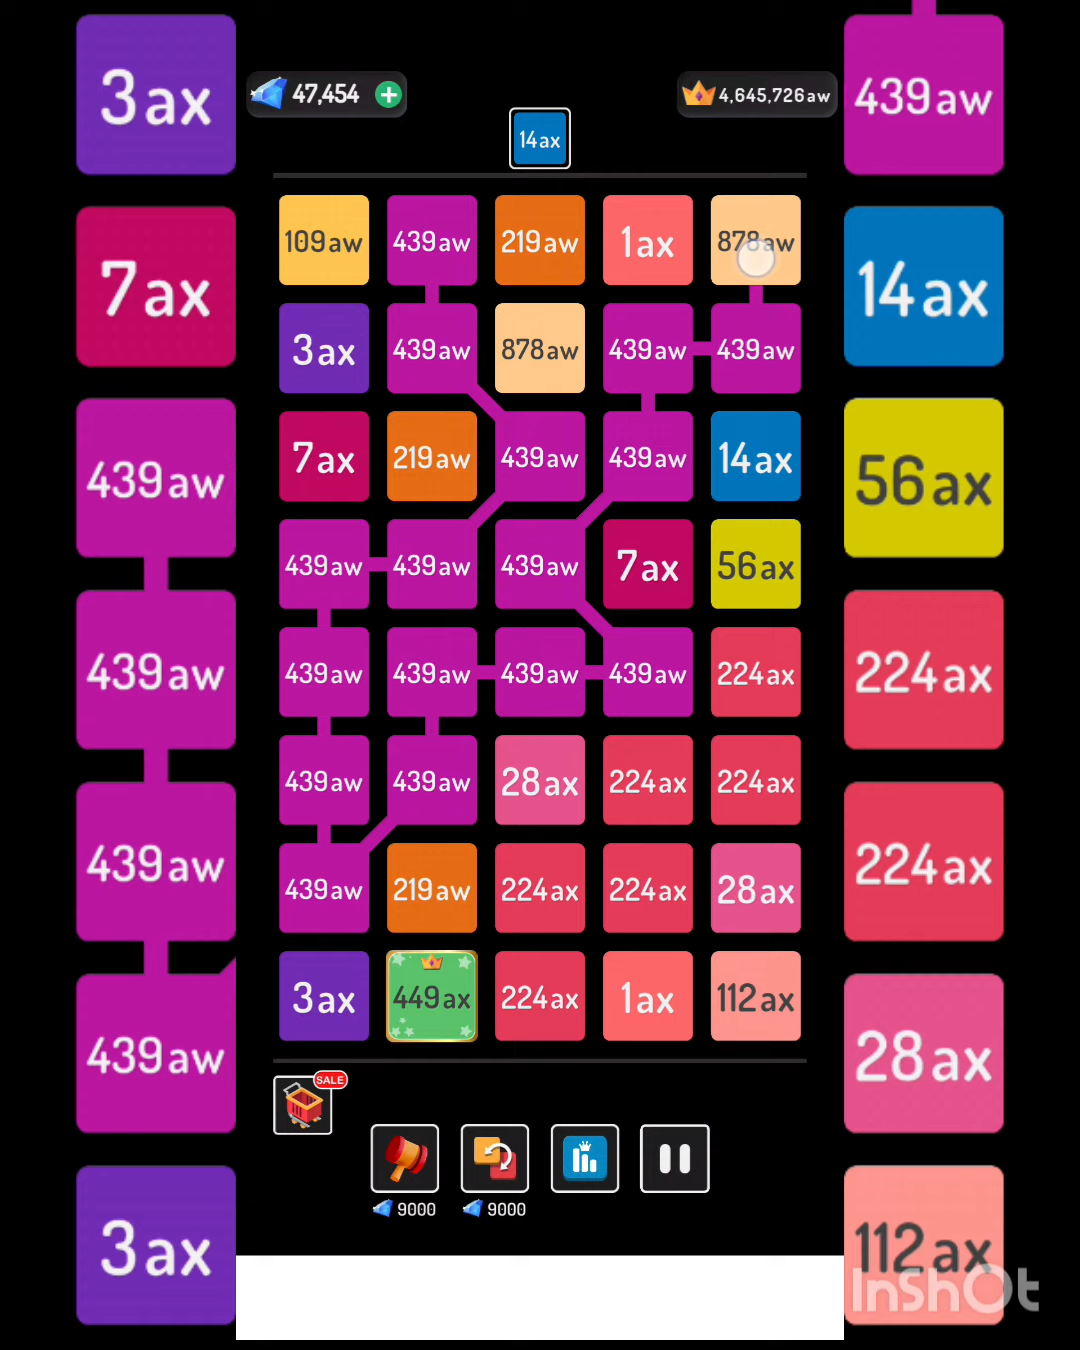 3ax
47,454
4,645,726aw
439aw
14ax
109aw 439aw 219aw 1ax 878aw
7ax
14ax
3ax 439aw 878aw 439aw 439aw
439aw
56ax
7ax 219aw 439aw 439aw 14ax
439aw 439aw 439aw 7ax 56ax
439aw
224ax
439aw 439aw 439aw 439aw 224ax
439aw
224ax
439aw 439aw 28ax 224ax 224ax
439aw 219aw 224ax 224ax 28ax
439aw
28ax
3ax 449ax 224ax 1ax 112ax
SALE
3ax
112ax
9000 9000
InShOt